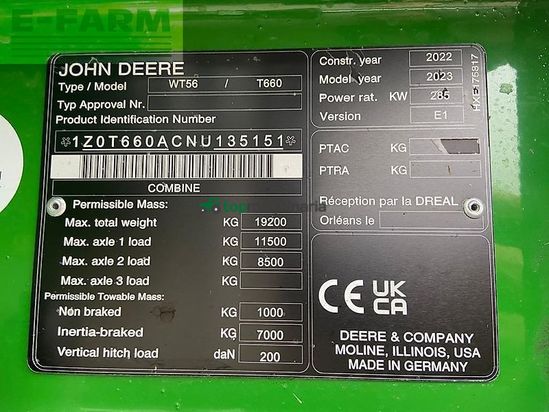 E-FARM
JOHN DEERE
Type / Model WT56 / T660
Typ Approval Nr.
Product Identification Number
*1Z0T660ACNU135151*
COMBINE
Permissible Mass:
Max. total weight KG 19200
Max. axle 1 load KG 11500
Max. axle 2 load KG 8500
Max. axle 3 load KG
Permissible Towable Mass:
Non braked KG 1000
Inertia-braked KG 7000
Vertical hitch load daN 200
Constr. year 2022
Model year 2023
Power rat. KW 285
Version E1
PTAC KG
PTRA KG
Réception par la DREAL
Orléans le
CE UK
CA
DEERE & COMPANY
MOLINE, ILLINOIS, USA
MADE IN GERMANY